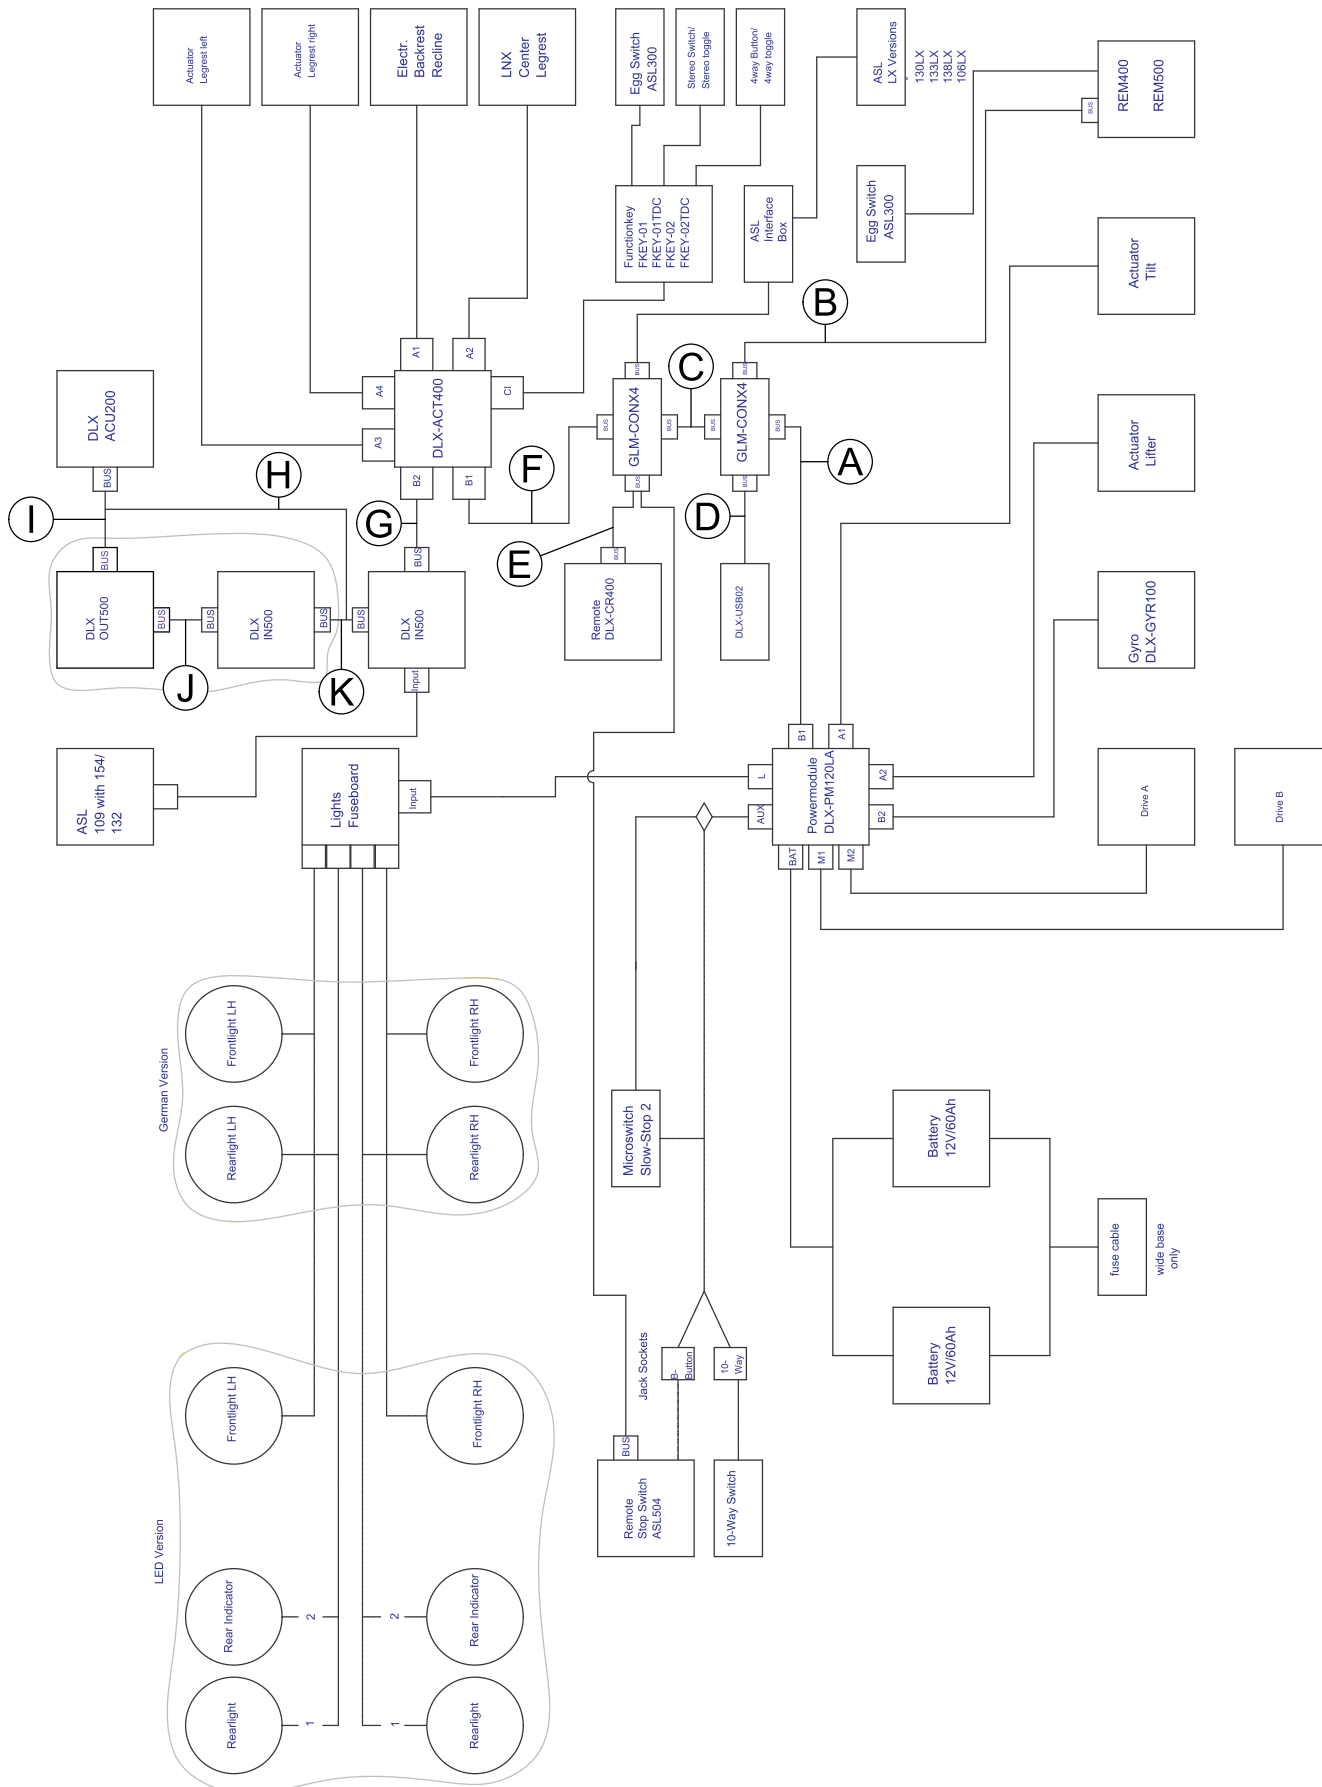 Actuator
Legrest left
Actuator
Legrest right
Electr.
Backrest
Recline
LNX
Center
Legrest
Egg Switch
ASL300
Stereo Switch/
Stereo toggle
4way Button/
4way toggle
ASL
LX Versions
130LX
133LX
138LX
106LX
REM400
REM500
BUS
Functionkey
FKEY-01
FKEY-01TDC
FKEY-02
FKEY-02TDC
ASL
Interface
Box
Egg Switch
ASL300
Actuator
Tilt
B
DLX
ACU200
BUS
A4
A3
A1
A2
CI
DLX-ACT400
B2
B1
BUS
BUS
GLM-CONX4
BUS
BUS
C
BUS
BUS
GLM-CONX4
BUS
BUS
A
Actuator
Lifter
H
I
G
F
E
D
BUS
DLX
OUT500
BUS
BUS
DLX
IN500
BUS
BUS
BUS
DLX
IN500
Input
J
K
BUS
Remote
DLX-CR400
DLX-USB02
Gyro
DLX-GYR100
ASL
109 with 154/
132
Lights
Fuseboard
Input
L
AUX
B1
A1
Powermodule
DLX-PM120LA
A2
B2
BAT
M1
M2
Drive A
Drive B
German Version
Frontlight LH
Frontlight RH
Rearlight LH
Rearlight RH
Microswitch
Slow-Stop 2
Battery
12V/60Ah
fuse cable
wide base
only
Battery
12V/60Ah
Jack Sockets
B-
Button
10-
Way
BUS
Remote
Stop Switch
ASL504
10-Way Switch
LED Version
Frontlight LH
Frontlight RH
Rear Indicator
2
2
Rear Indicator
Rearlight
1
1
Rearlight